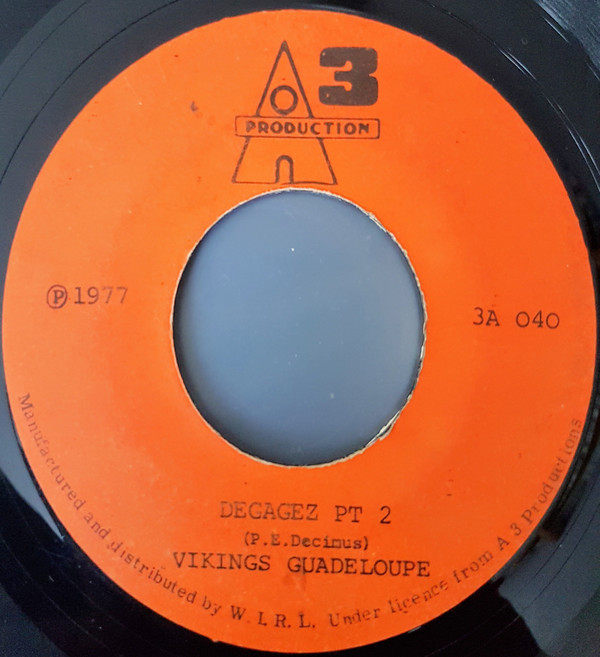 A 3
PRODUCTION
℗ 1977
3A 040
DEGAGEZ PT 2
(P.E.Decimus)
VIKINGS GUADELOUPE
Manufactured and distributed by W. I. R. L. Under licence from A 3 Productions